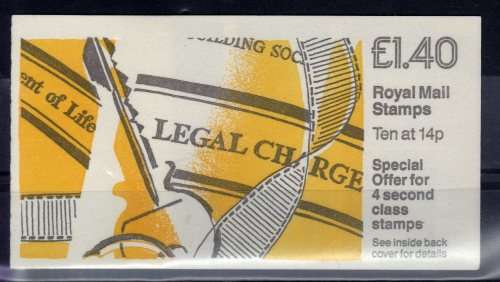 BUILDING SOC
ent of Life
LEGAL CHARGE
£1.40
Royal Mail
Stamps
Ten at 14p
Special
Offer for
4 second
class
stamps
See inside back
cover for details